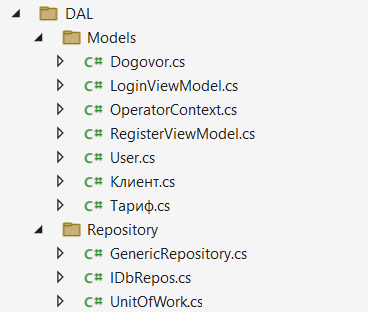 DAL
Models
C# Dogovor.cs
C# LoginViewModel.cs
C# OperatorContext.cs
C# RegisterViewModel.cs
C# User.cs
C# Клиент.cs
C# Тариф.cs
Repository
C# GenericRepository.cs
C# IDbRepos.cs
C# UnitOfWork.cs